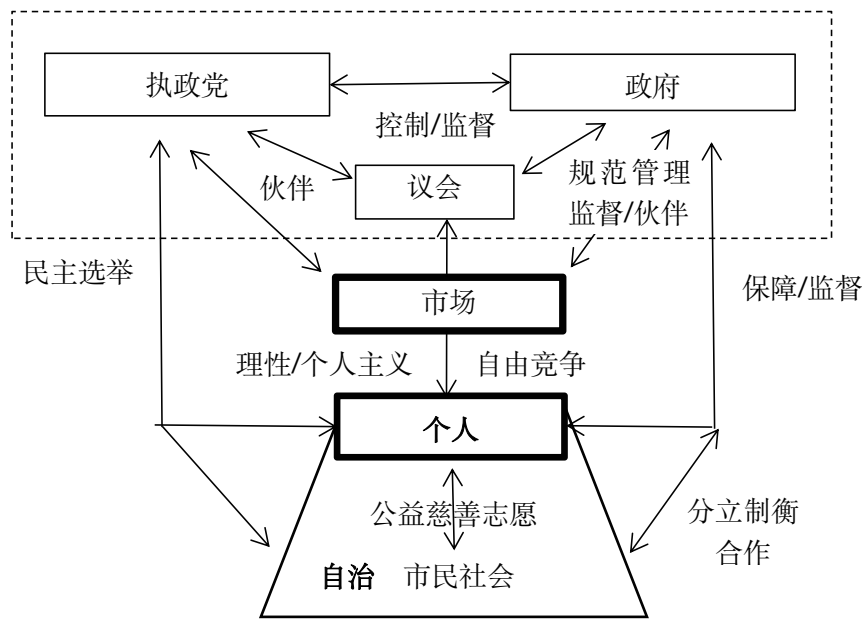 执政党
政府
控制/监督
伙伴
议会
规范管理
监督/伙伴
民主选举
市场
保障/监督
理性/个人主义
自由竞争
个人
公益慈善志愿
分立制衡
合作
自治 市民社会